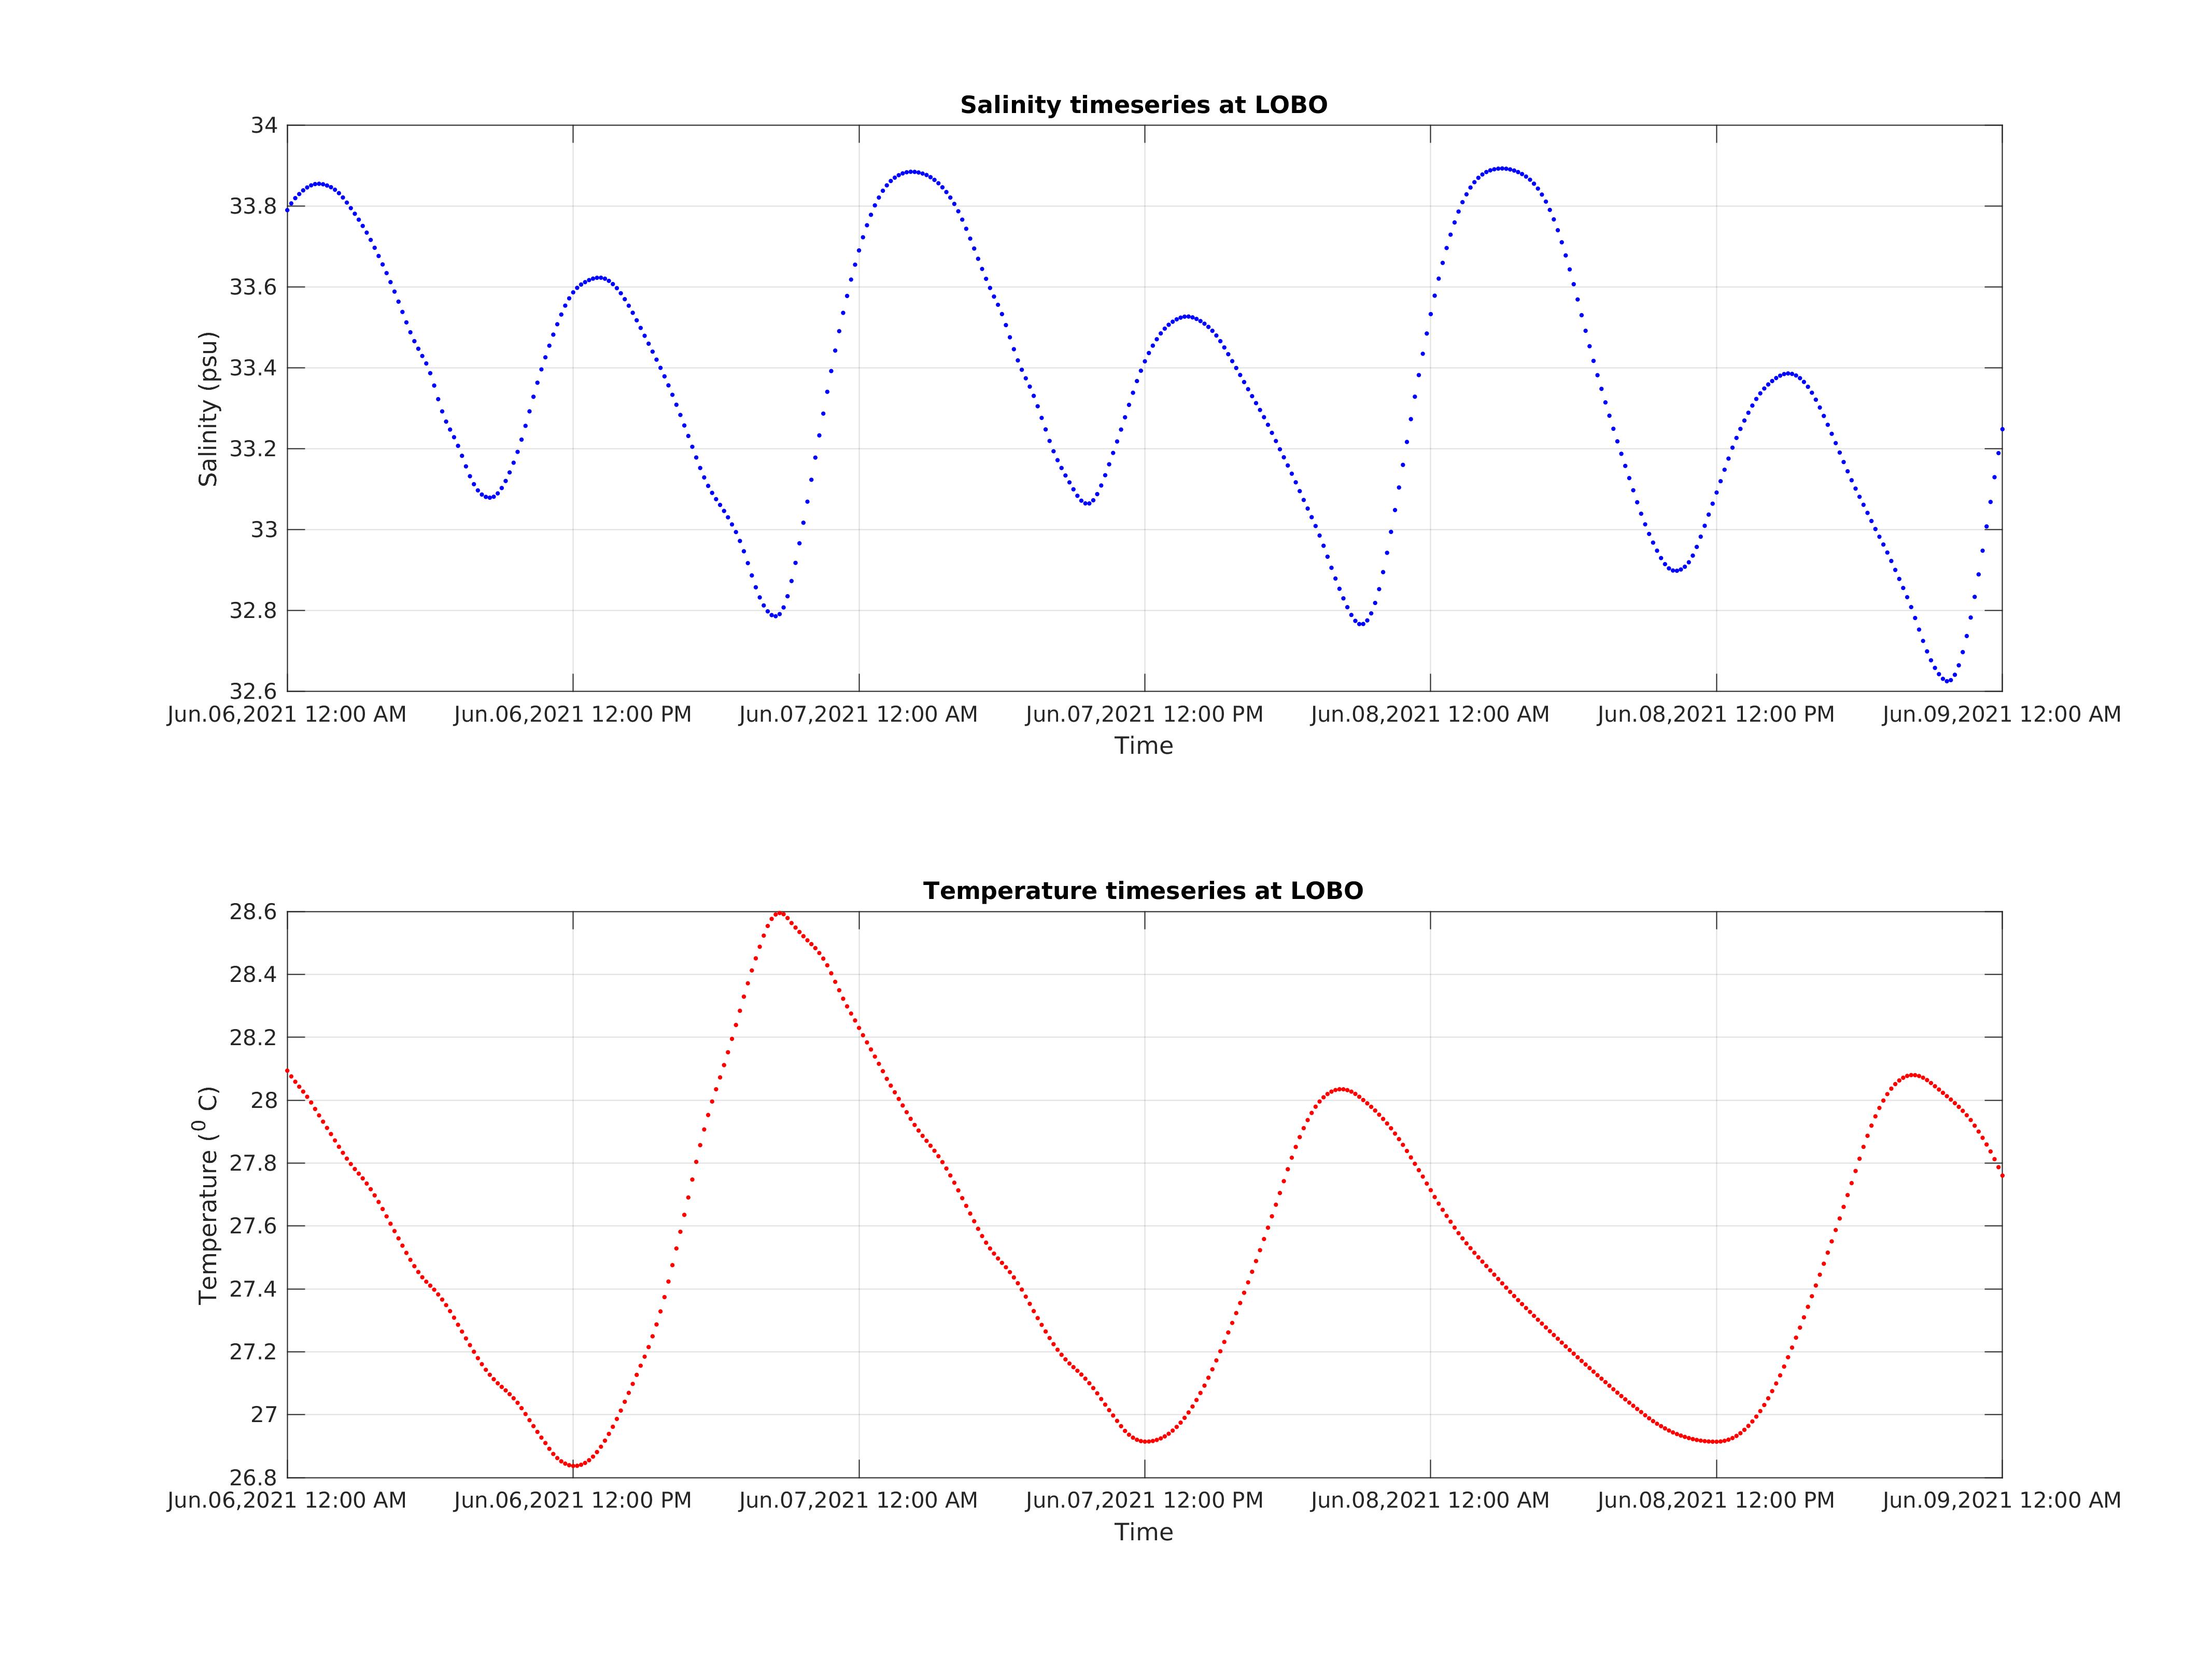 Salinity timeseries at LOBO
34
33.8
33.6
33.4
33.2
33
32.8
32.6
Salinity (psu)
Jun.06,2021 12:00 AM Jun.06,2021 12:00 PM Jun.07,2021 12:00 AM Jun.07,2021 12:00 PM Jun.08,2021 12:00 AM Jun.08,2021 12:00 PM Jun.09,2021 12:00 AM
Time
Temperature timeseries at LOBO
28.6
28.4
28.2
28
27.8
27.6
27.4
27.2
27
26.8
Temperature (⁰ C)
Jun.06,2021 12:00 AM Jun.06,2021 12:00 PM Jun.07,2021 12:00 AM Jun.07,2021 12:00 PM Jun.08,2021 12:00 AM Jun.08,2021 12:00 PM Jun.09,2021 12:00 AM
Time